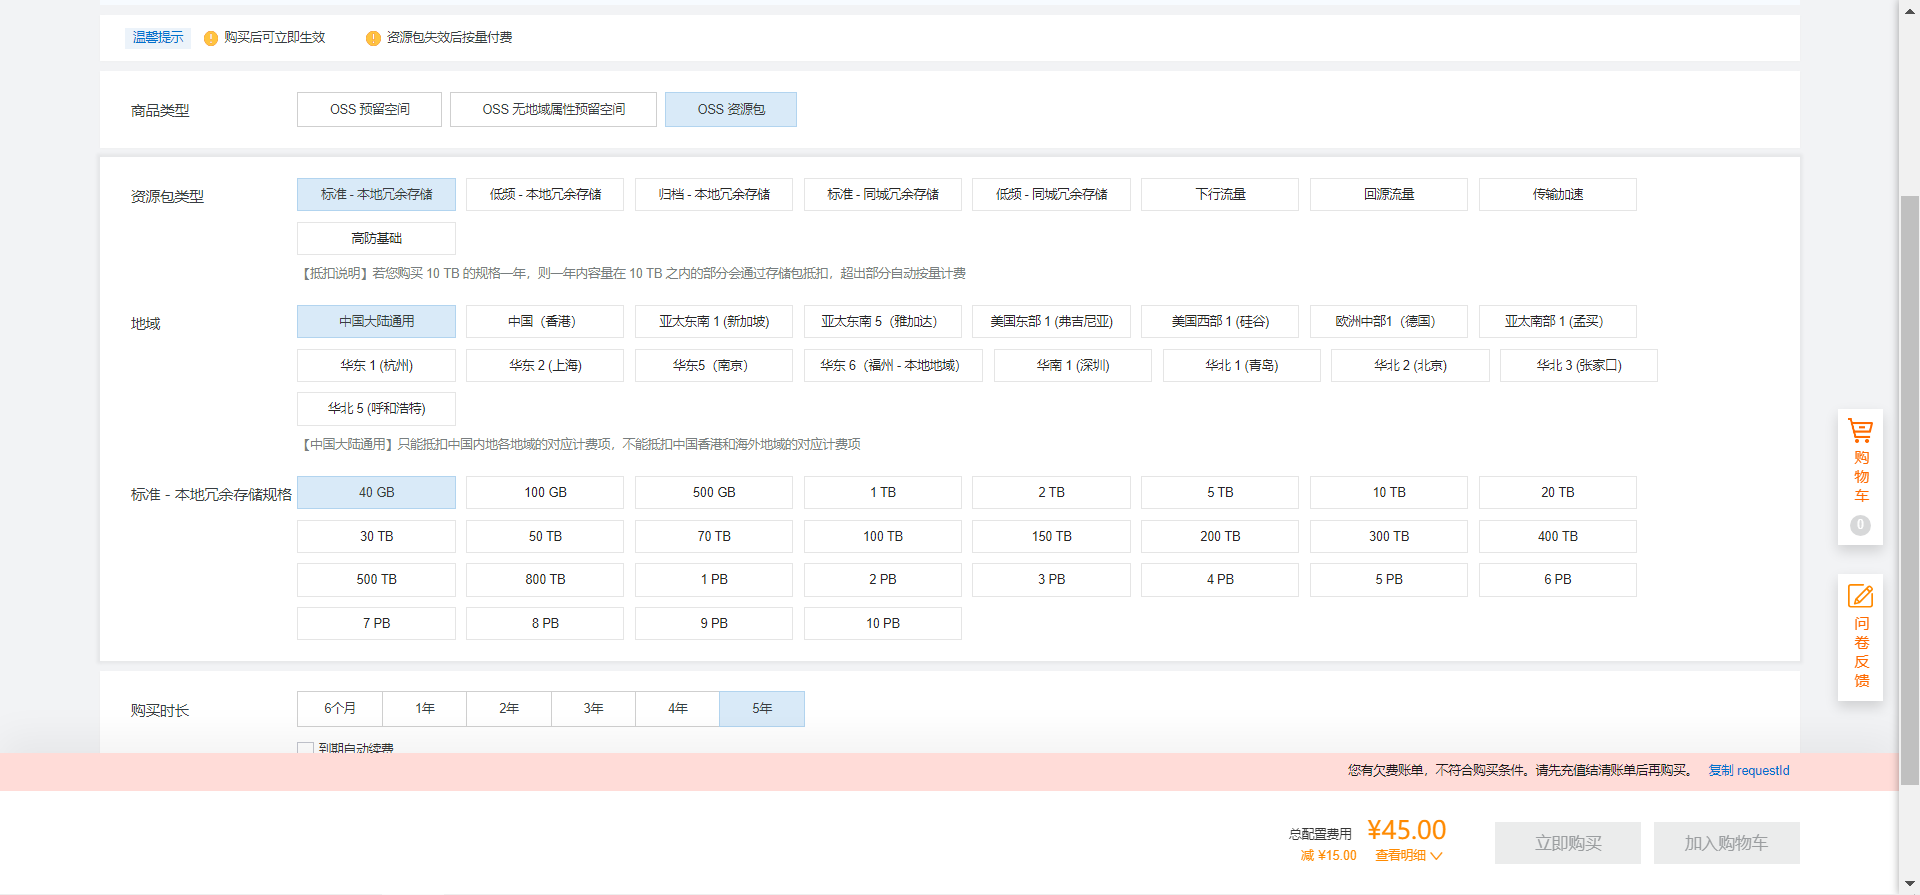 温馨提示 购买后可立即生效 资源包失效后按量付费
商品类型 OSS 预留空间 OSS 无地域属性预留空间 OSS 资源包
资源包类型 标准 - 本地冗余存储 低频 - 本地冗余存储 归档 - 本地冗余存储 标准 - 同城冗余存储 低频 - 同城冗余存储 下行流量 回源流量 传输加速
高防基础
【抵扣说明】若您购买 10 TB 的规格一年，则一年内容量在 10 TB 之内的部分会通过存储包抵扣，超出部分自动按量计费
地域 中国大陆通用 中国（香港） 亚太东南 1 (新加坡) 亚太东南 5（雅加达） 美国东部 1 (弗吉尼亚) 美国西部 1 (硅谷) 欧洲中部1（德国） 亚太南部 1 (孟买)
华东 1 (杭州) 华东 2 (上海) 华东5（南京） 华东 6（福州 - 本地地域） 华南 1 (深圳) 华北 1 (青岛) 华北 2 (北京) 华北 3 (张家口)
华北 5 (呼和浩特)
【中国大陆通用】只能抵扣中国内地各地域的对应计费项，不能抵扣中国香港和海外地域的对应计费项
标准 - 本地冗余存储规格 40 GB 100 GB 500 GB 1 TB 2 TB 5 TB 10 TB 20 TB
30 TB 50 TB 70 TB 100 TB 150 TB 200 TB 300 TB 400 TB
500 TB 800 TB 1 PB 2 PB 3 PB 4 PB 5 PB 6 PB
7 PB 8 PB 9 PB 10 PB
购买时长 6个月 1年 2年 3年 4年 5年
到期自动续费
您有欠费账单，不符合购买条件。请先充值结清账单后再购买。 复制 requestId
总配置费用 ¥45.00
减 ¥15.00 查看明细
立即购买 加入购物车
购物车
0
问卷反馈